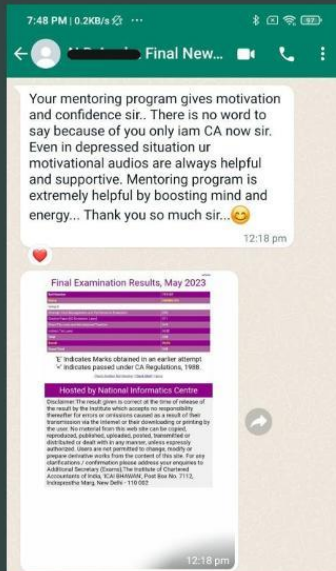 7:48 PM | 0.2KB/s
Final New...
Your mentoring program gives motivation
and confidence sir.. There is no word to
say because of you only iam CA now sir.
Even in depressed situation ur
motivational audios are always helpful
and supportive. Mentoring program is
extremely helpful by boosting mind and
energy... Thank you so much sir...😊
12:18 pm
Final Examination Results, May 2023
'E' Indicates Marks obtained in an earlier attempt
'√' Indicates passed under CA Regulations, 1988.
Hosted by National Informatics Centre
Disclaimer:The result given is correct at the time of release of
the result by the Institute which accepts no responsibility
therefor for errors or omissions caused as a result of their
transmission via the internet or their downloading or printing by
the user. No material from this web site can be copied,
reproduced, published, uploaded, posted, transmitted or
distributed or dealt with in any manner, unless expressly
authorized. Users are not permitted to change, modify or
prepare derivative works from the content of this site. For any
clarifications / confirmation please address your enquiries to
Additional Secretary (Exams),The Institute of Chartered
Accountants of India, 'ICAI BHAWAN', Post Box No. 7112,
Indraprastha Marg, New Delhi - 110 002
12:18 pm